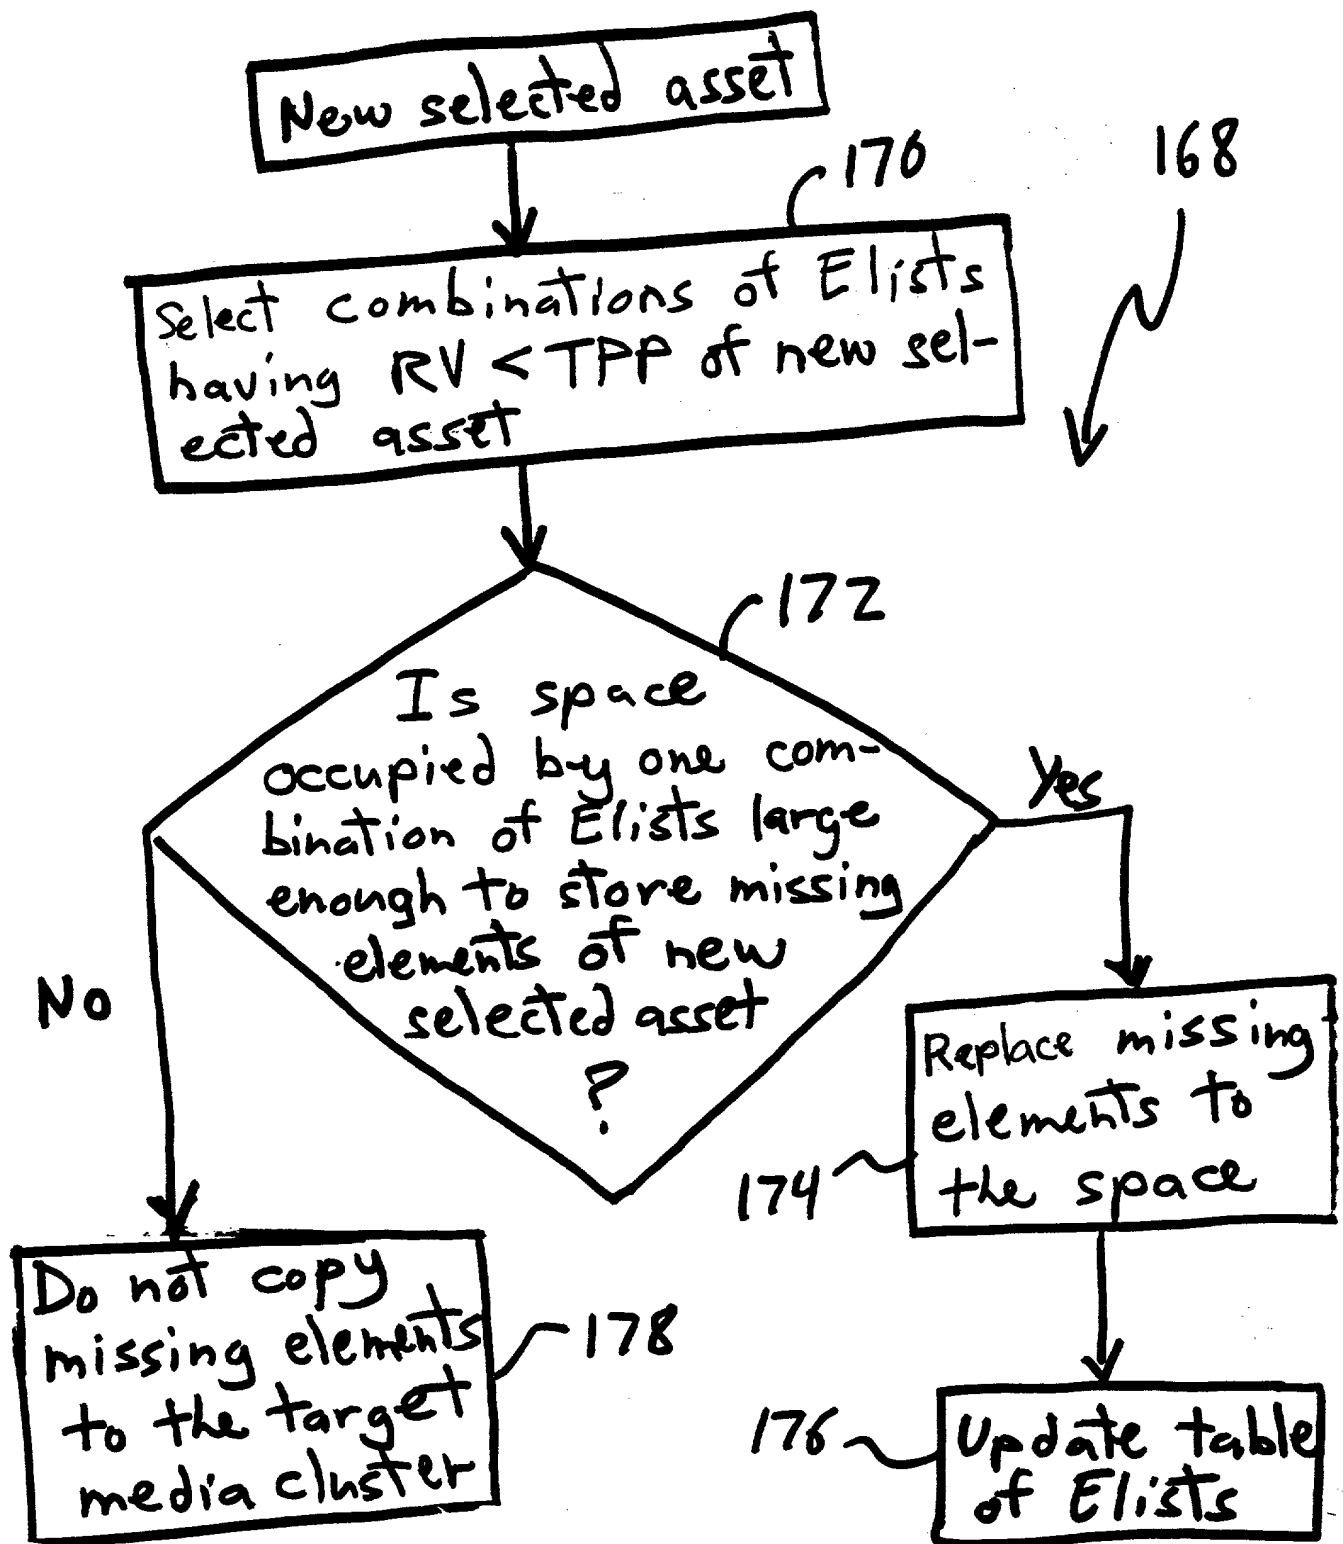 New selected asset
170
168
Select combinations of Elists
having RV < TPP of new sel-
ected asset
172
Is space
occupied by one com-
bination of Elists large
enough to store missing
elements of new
selected asset
?
Yes
No
Replace missing
elements to
the space
174
Do not copy
missing elements
to the target
media cluster
178
176
Update table
of Elists